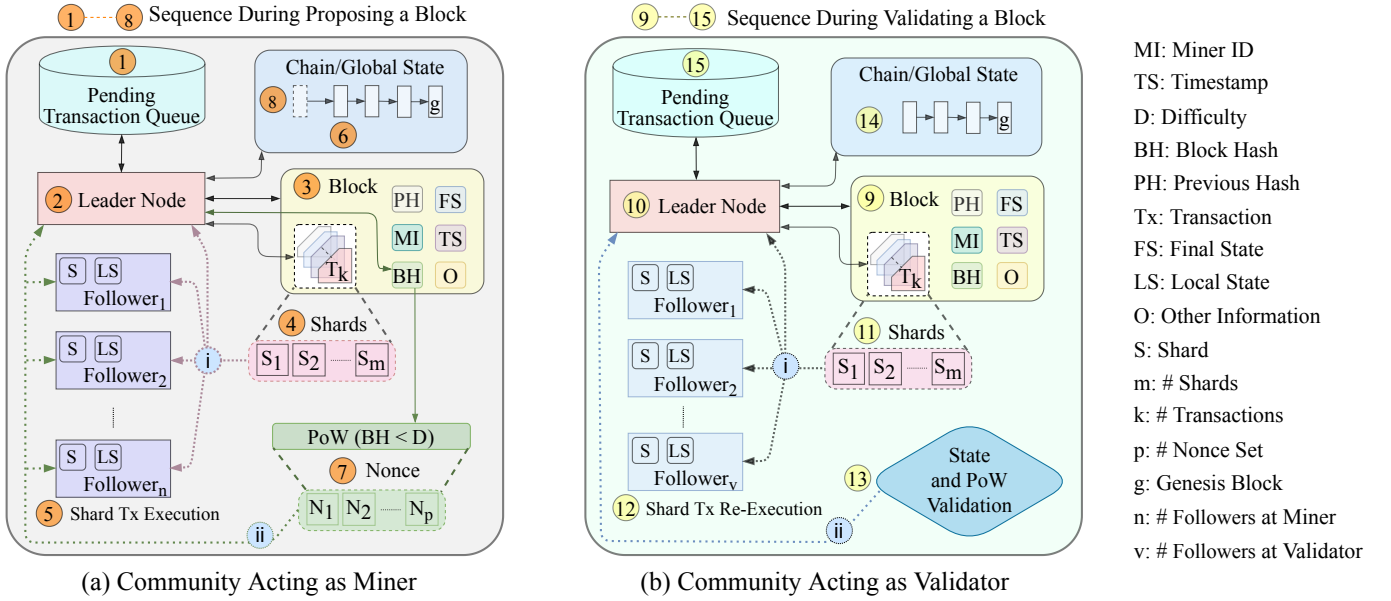 1 8 Sequence During Proposing a Block
1
Pending
Transaction Queue
Chain/Global State
8
g
6
2 Leader Node
3 Block
PH FS
MI TS
BH O
Tk
S LS
Follower1
4 Shards
S1 S2 ........ Sm
i
S LS
Follower2
S LS
Followern
PoW (BH < D)
7 Nonce
N1 N2 ........ Np
5 Shard Tx Execution
ii
(a) Community Acting as Miner
9 15 Sequence During Validating a Block
15
Pending
Transaction Queue
Chain/Global State
14
g
10 Leader Node
9 Block
PH FS
MI TS
BH O
Tk
S LS
Follower1
11 Shards
S1 S2 ........ Sm
i
S LS
Follower2
S LS
Followerv
State
and PoW
Validation
13
12 Shard Tx Re-Execution
ii
(b) Community Acting as Validator
MI: Miner ID
TS: Timestamp
D: Difficulty
BH: Block Hash
PH: Previous Hash
Tx: Transaction
FS: Final State
LS: Local State
O: Other Information
S: Shard
m: # Shards
k: # Transactions
p: # Nonce Set
g: Genesis Block
n: # Followers at Miner
v: # Followers at Validator